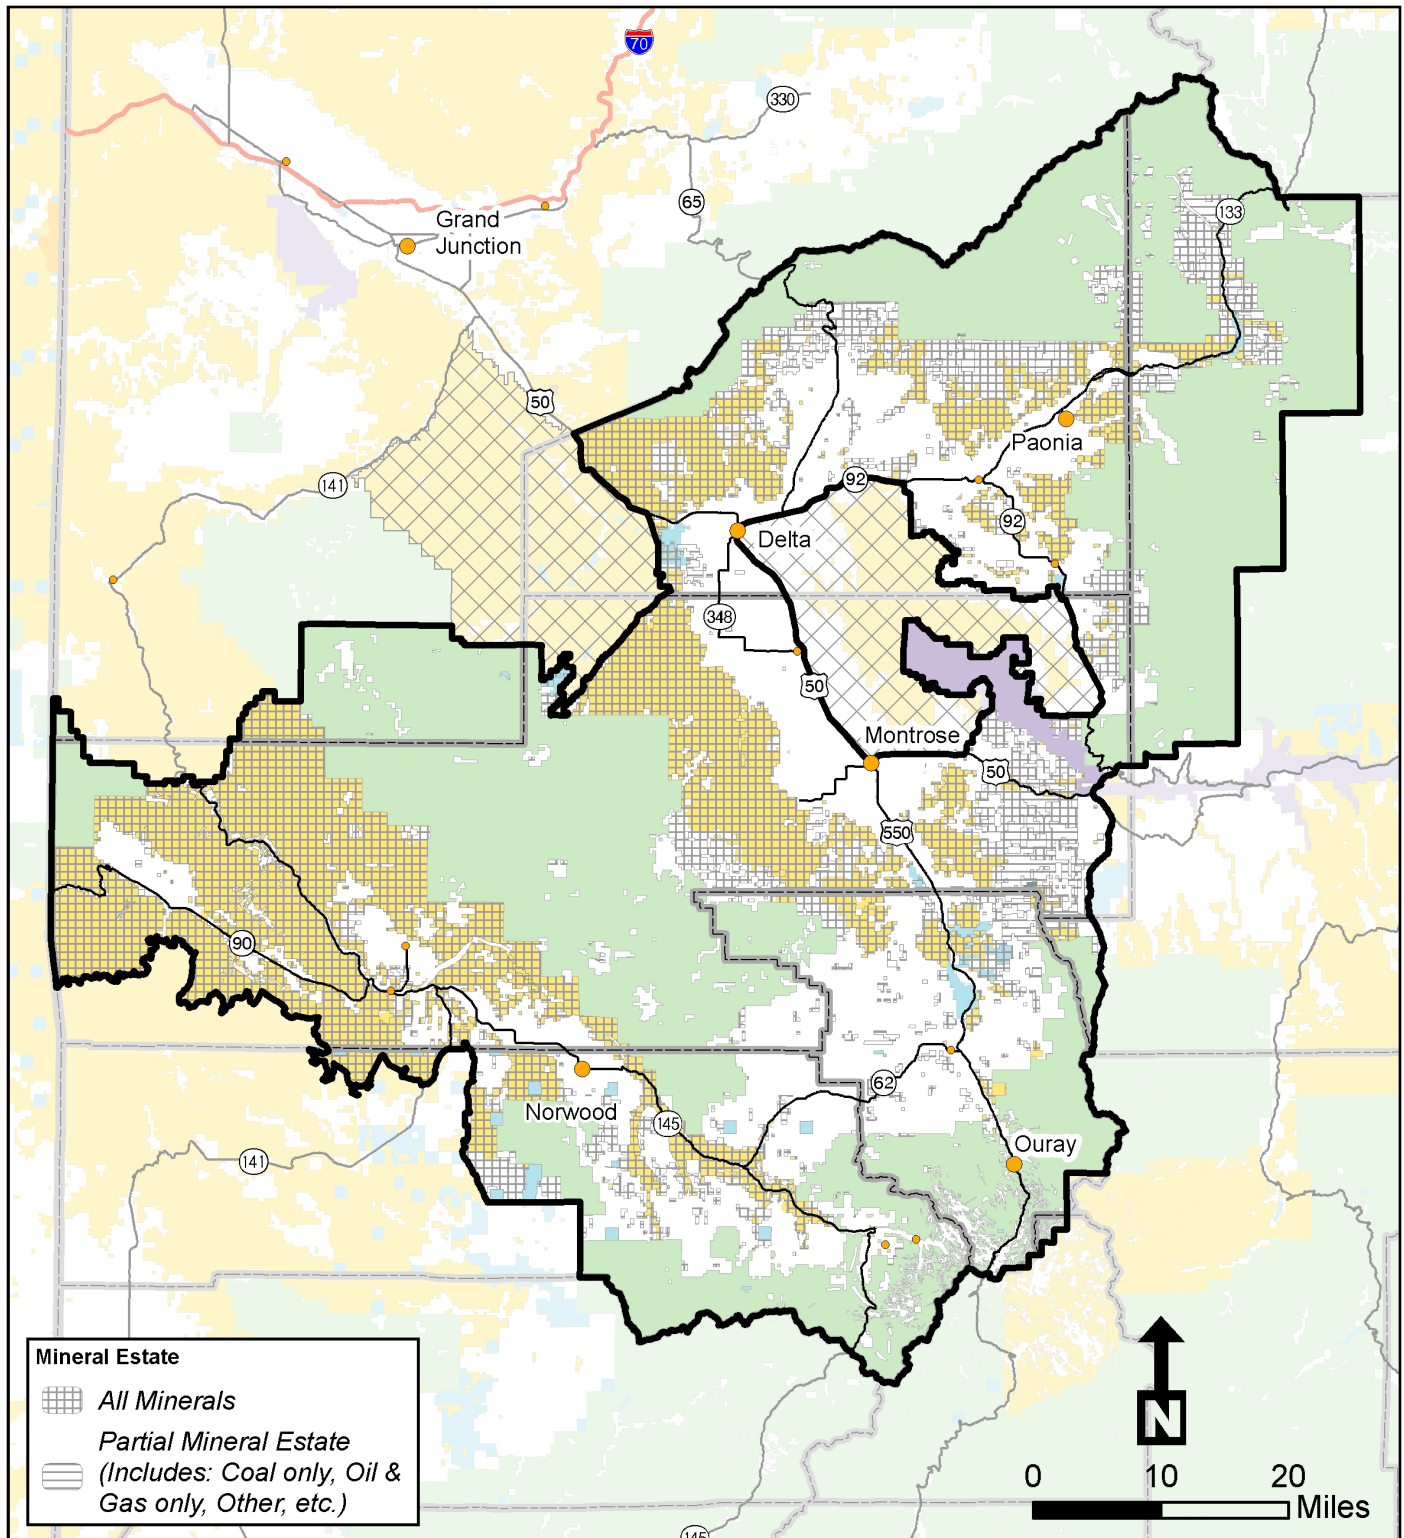 70
330
65
133
Grand
Junction
50
141
Paonia
92
92
Delta
348
50
Montrose
50
550
90
62
Norwood
145
Ouray
141
Mineral Estate
All Minerals
Partial Mineral Estate
(Includes: Coal only, Oil &
Gas only, Other, etc.)
N
0 10 20
Miles
145